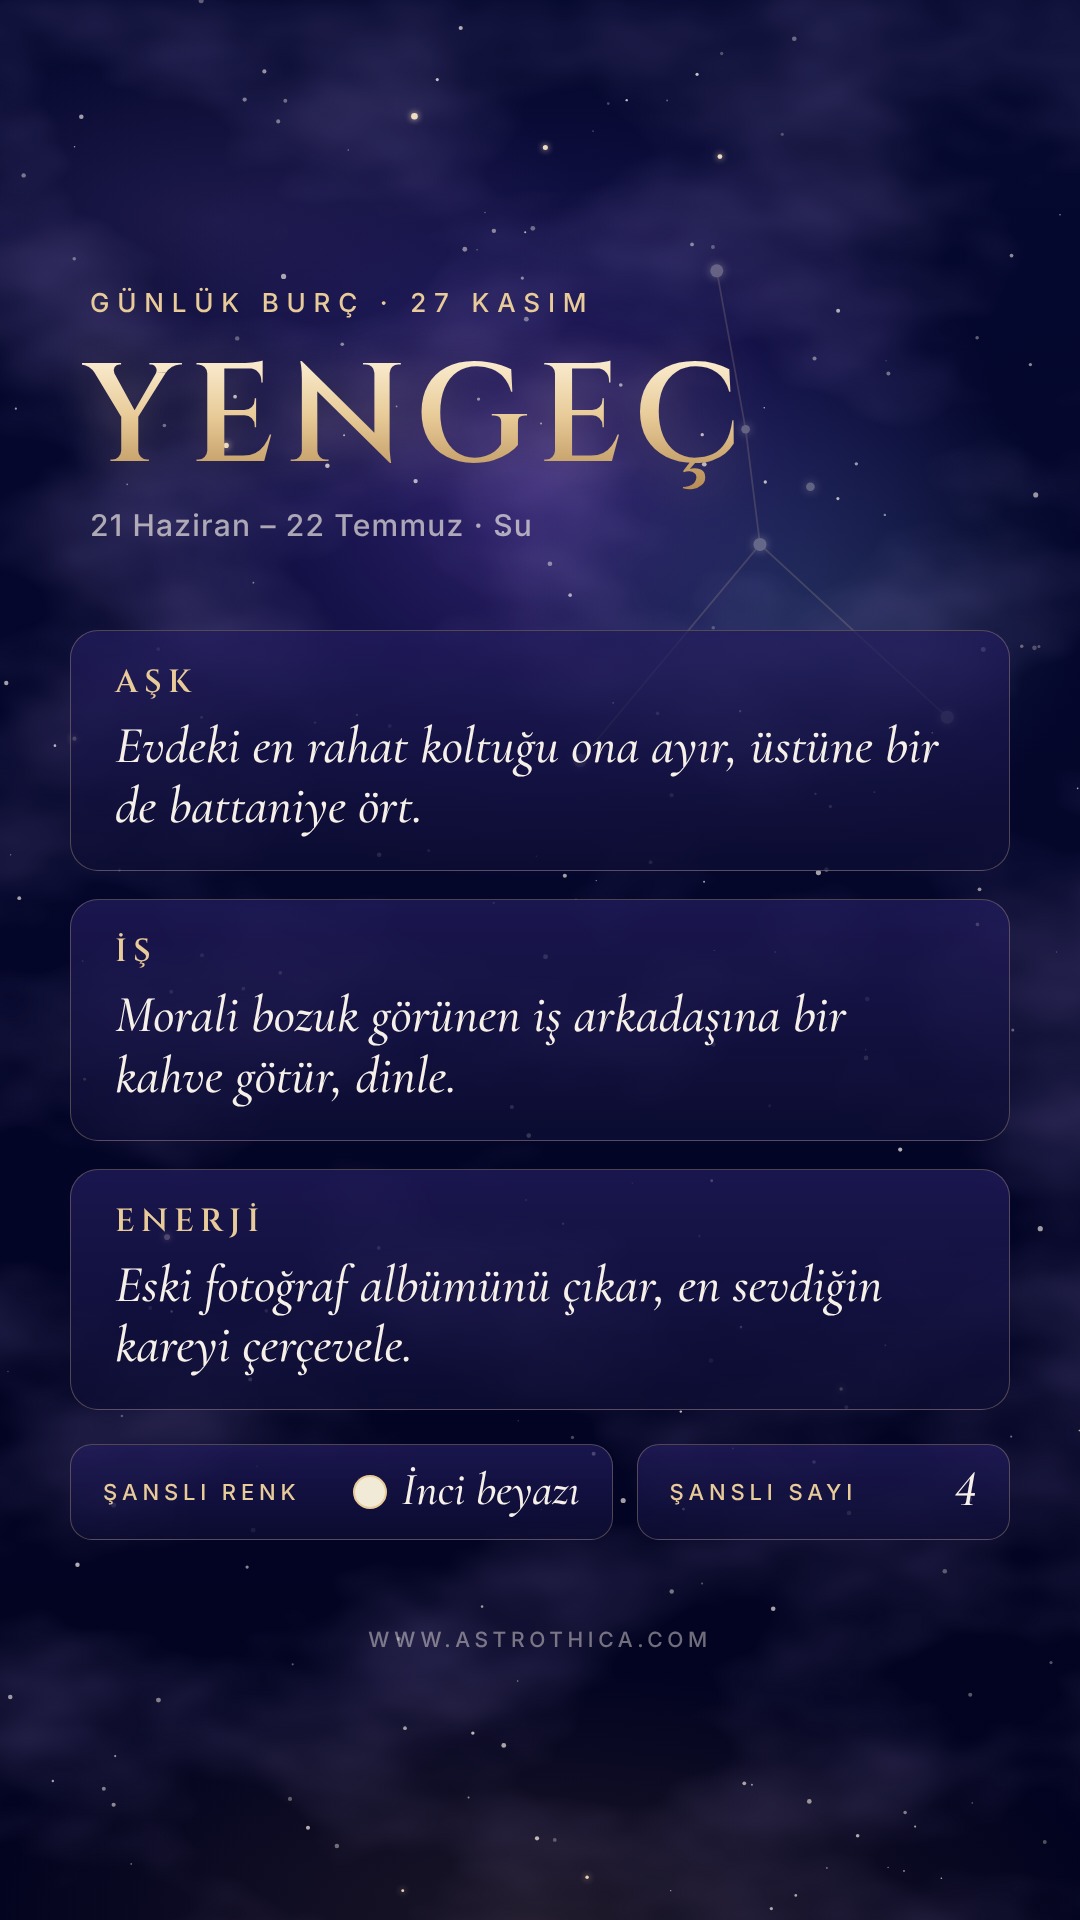 GÜNLÜK BURÇ · 27 KASIM
YENGEÇ
21 Haziran – 22 Temmuz · Su
AŞK
Evdeki en rahat koltuğu ona ayır, üstüne bir
de battaniye ört.
İŞ
Morali bozuk görünen iş arkadaşına bir
kahve götür, dinle.
ENERJİ
Eski fotoğraf albümünü çıkar, en sevdiğin
kareyi çerçevele.
ŞANSLI RENK İnci beyazı
ŞANSLI SAYI 4
WWW.ASTROTHICA.COM